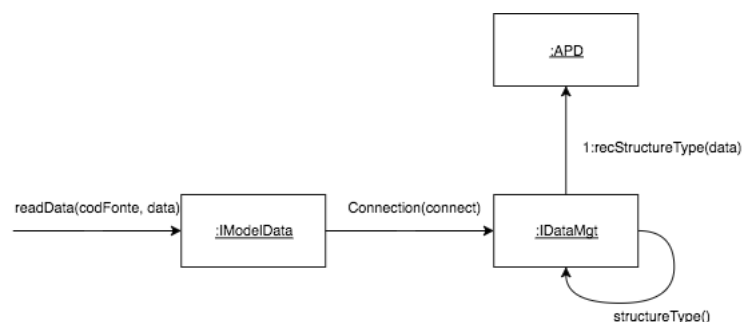 :APD
1:recStructureType(data)
readData(codFonte, data)
Connection(connect)
:IModelData
:IDataMgt
structureType()